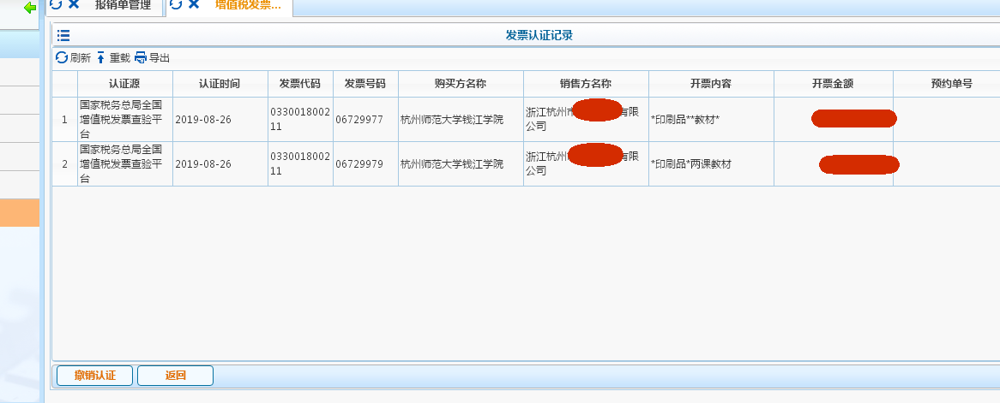 报销单管理
增值税发票...
发票认证记录
刷新 重载 导出
认证源 认证时间 发票代码 发票号码 购买方名称 销售方名称 开票内容 开票金额 预约单号
1
国家税务总局全国
增值税发票查验平
台
2019-08-26
0330018002
11
06729977
杭州师范大学钱江学院
浙江杭州市 有限
公司
*印刷品**教材*
2
国家税务总局全国
增值税发票查验平
台
2019-08-26
0330018002
11
06729979
杭州师范大学钱江学院
浙江杭州 有限
公司
*印刷品*两课教材
撤销认证
返回